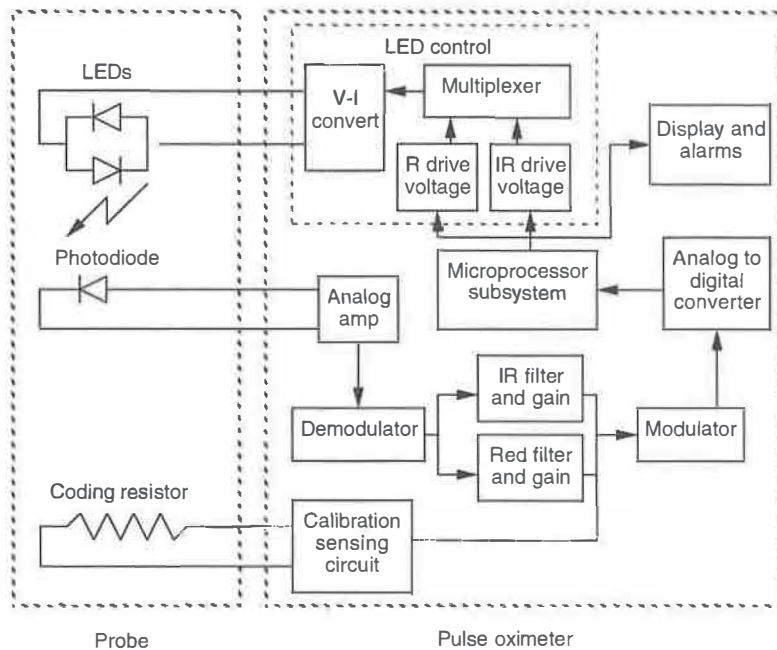 LED control
LEDs
V-I
convert
Multiplexer
R drive
voltage
IR drive
voltage
Display and
alarms
Photodiode
Analog
amp
Microprocessor
subsystem
Analog to
digital
converter
Demodulator
IR filter
and gain
Red filter
and gain
Modulator
Coding resistor
Calibration
sensing
circuit
Probe
Pulse oximeter